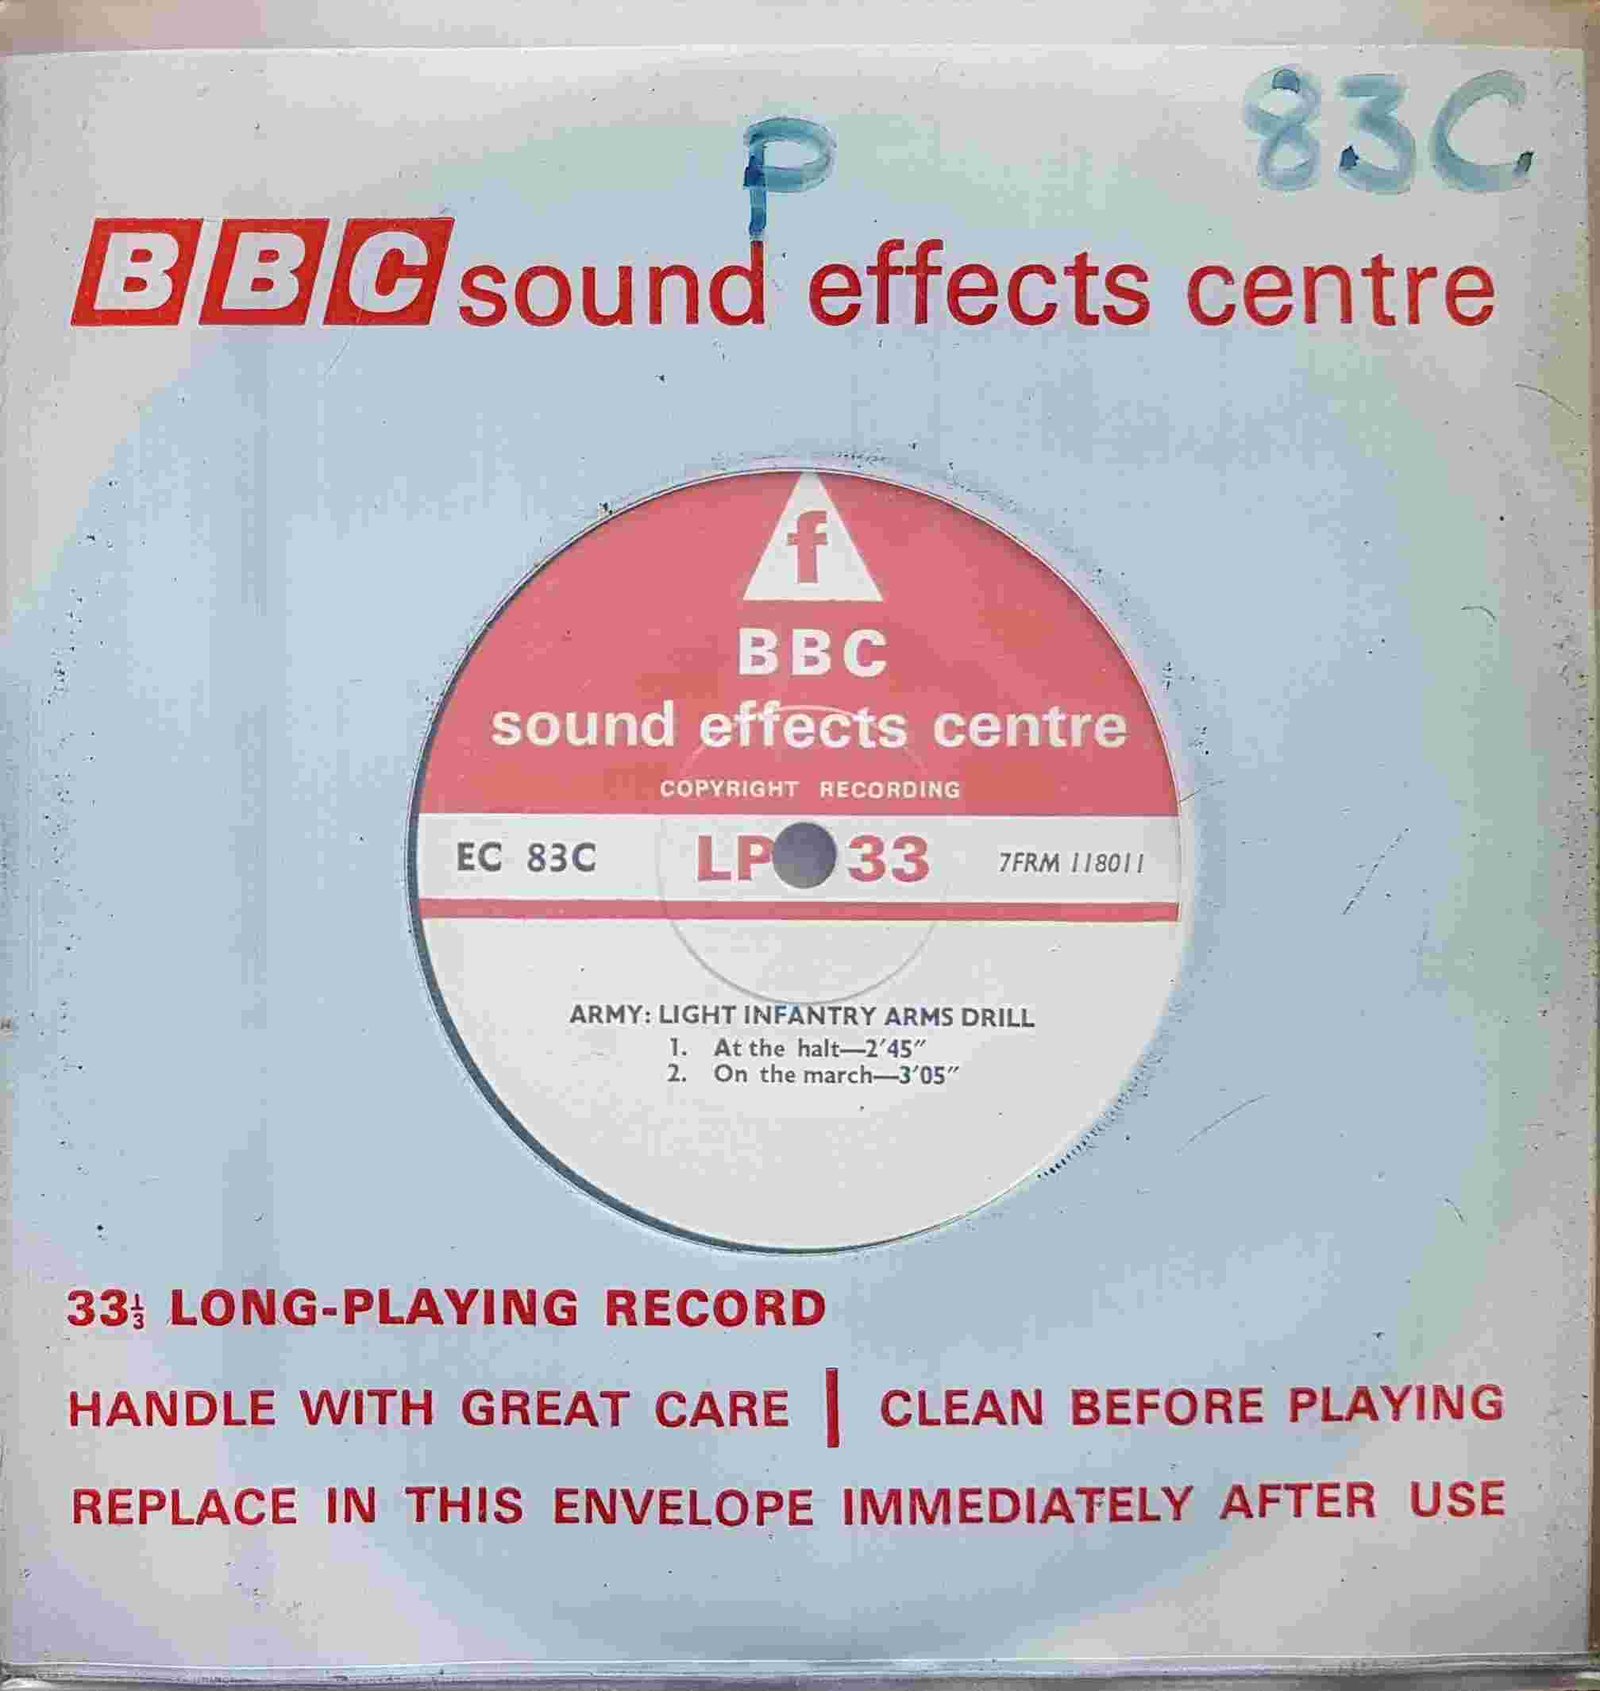 P 83C
BBC sound effects centre
f
BBC
sound effects centre
COPYRIGHT RECORDING
EC 83C LP 33 7FRM 118011
ARMY: LIGHT INFANTRY ARMS DRILL
1. At the halt—2′45″
2. On the march—3′05″
33⅓ LONG-PLAYING RECORD
HANDLE WITH GREAT CARE | CLEAN BEFORE PLAYING
REPLACE IN THIS ENVELOPE IMMEDIATELY AFTER USE